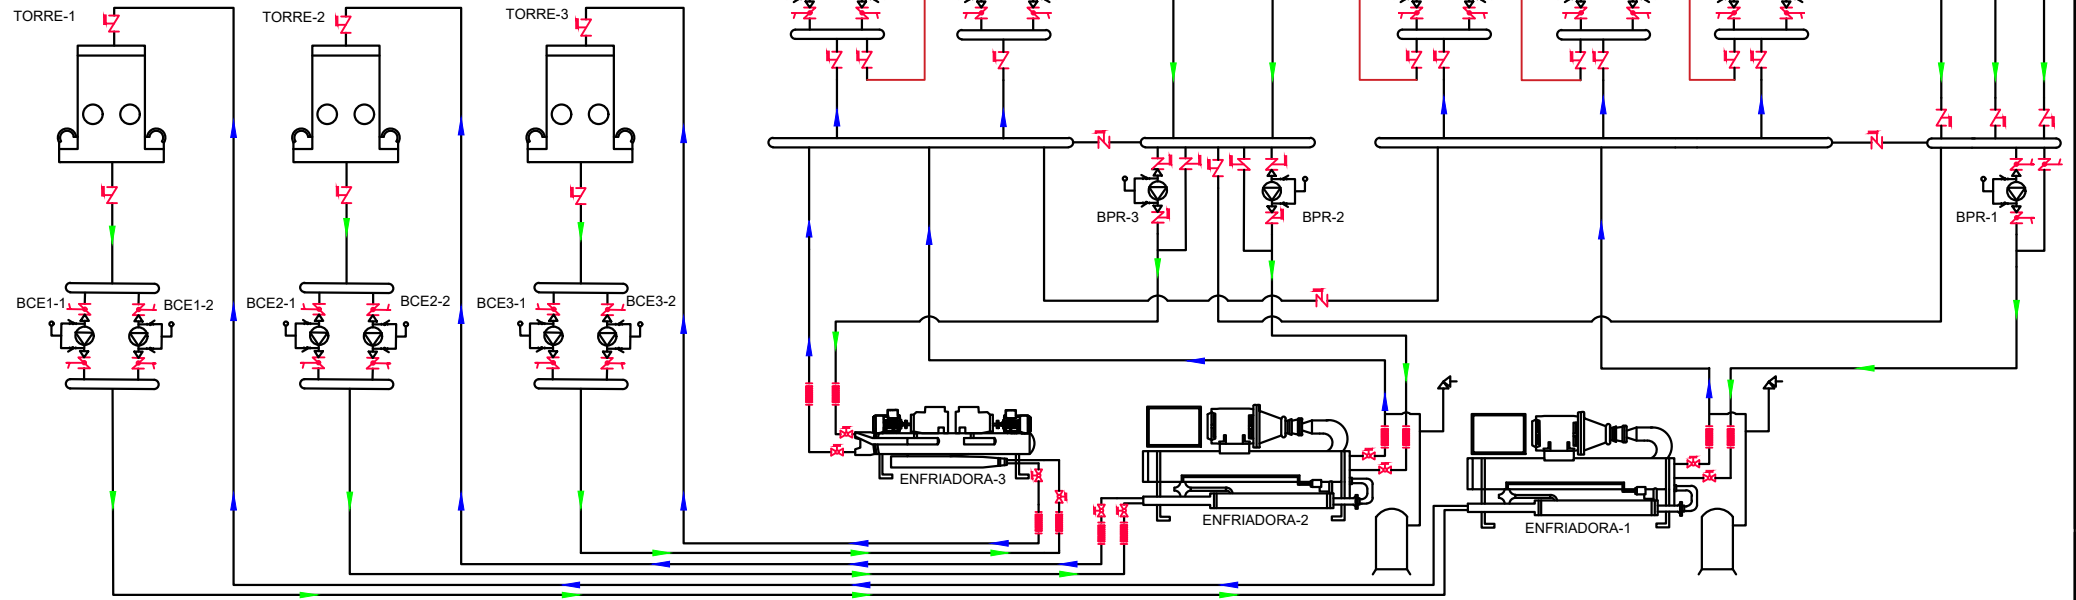 TORRE-1
TORRE-2
TORRE-3
BPR-3
BPR-2
BPR-1
BCE1-1
BCE1-2
BCE2-1
BCE2-2
BCE3-1
BCE3-2
ENFRIADORA-3
ENFRIADORA-2
ENFRIADORA-1